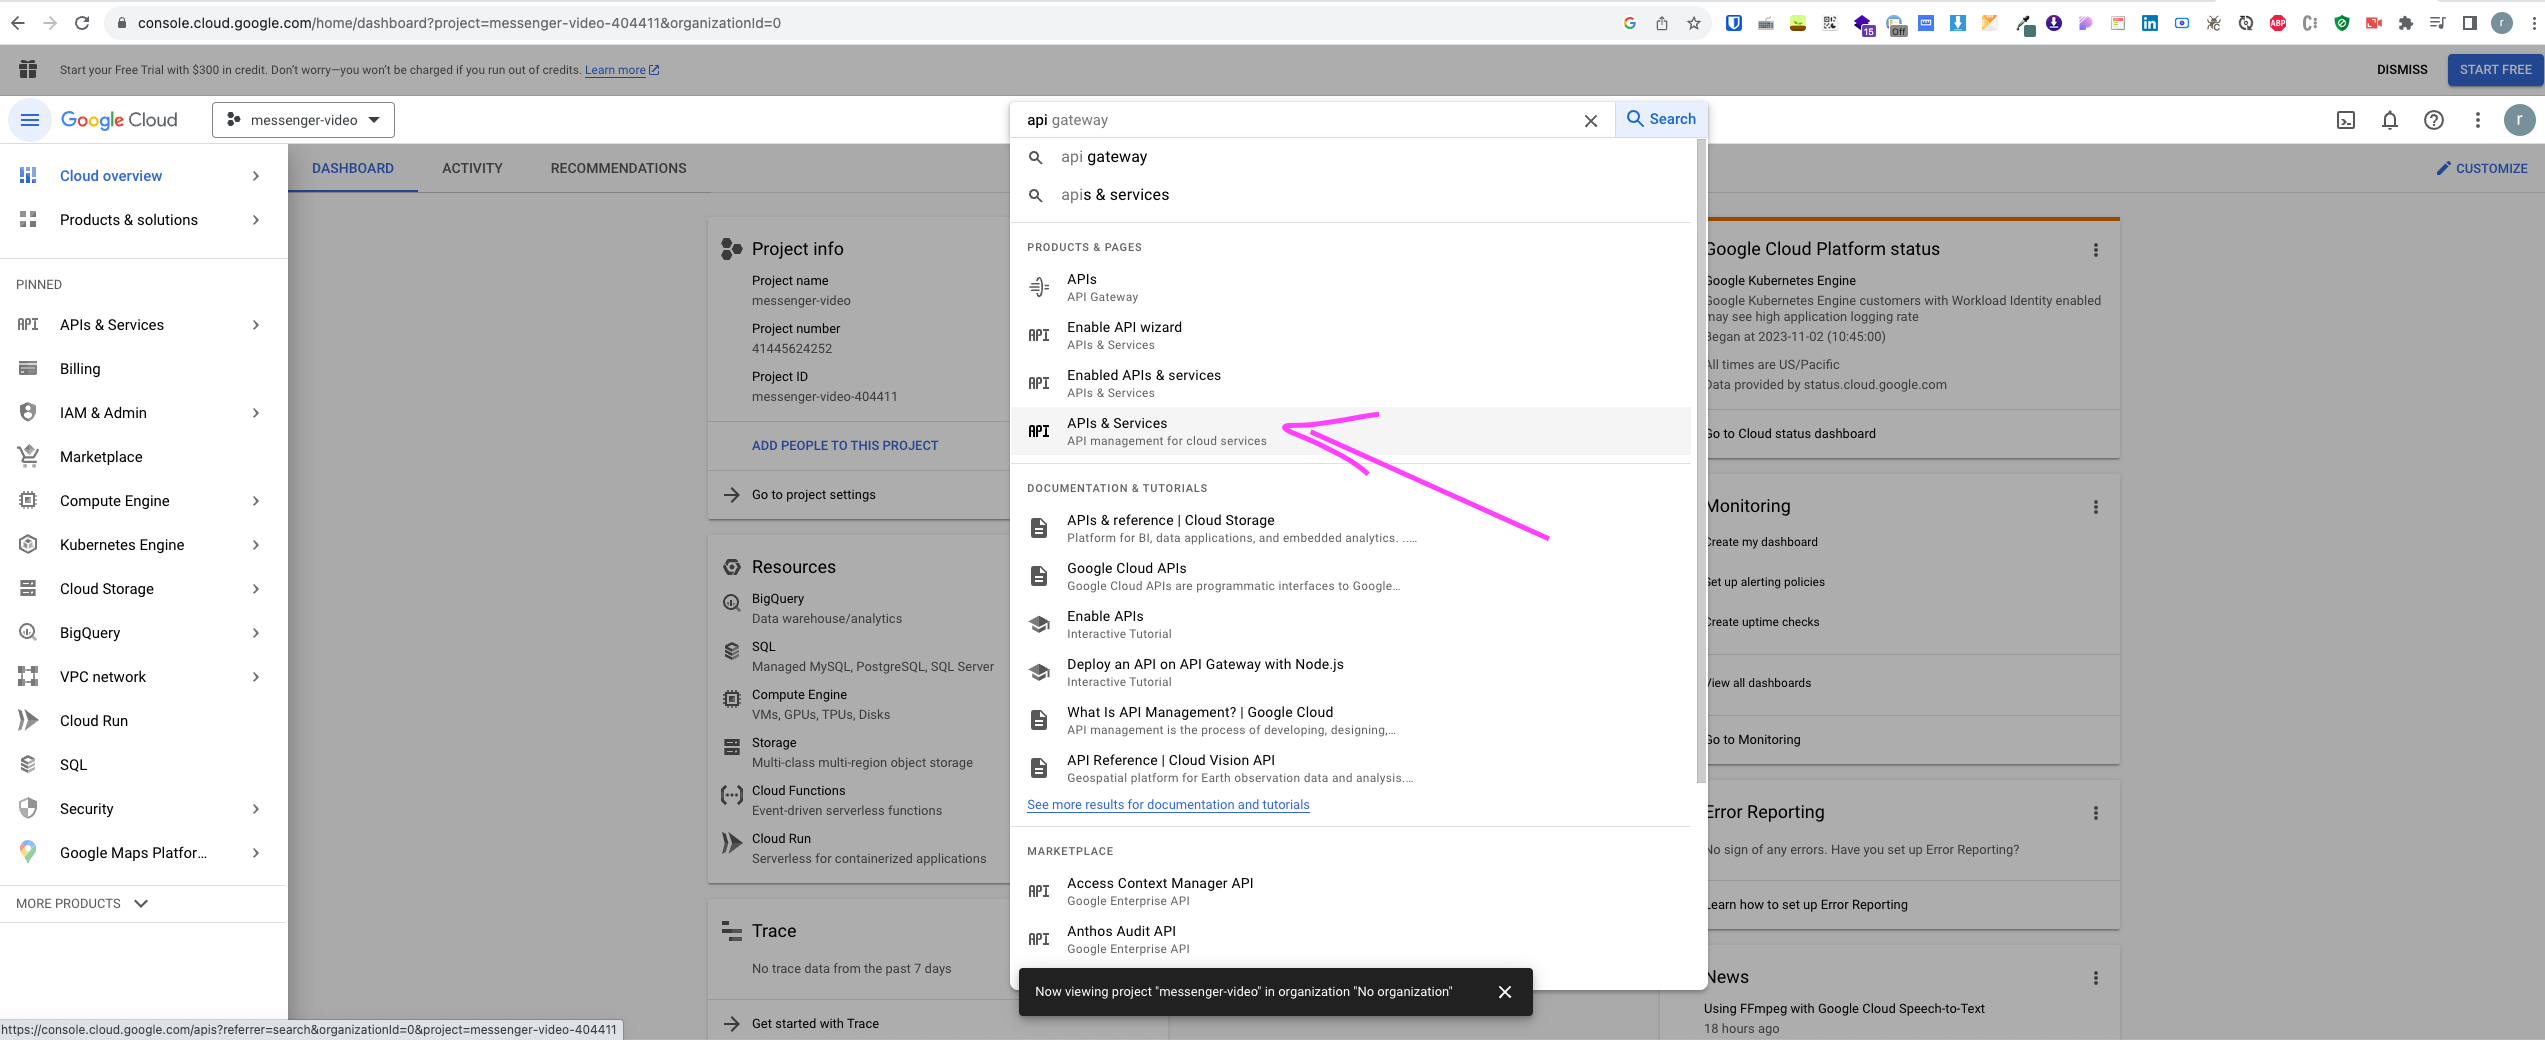 console.cloud.google.com/home/dashboard?project=messenger-video-404411&organizationId=0
15
Off
ABP
r
Start your Free Trial with $300 in credit. Don't worry—you won't be charged if you run out of credits. Learn more
DISMISS
START FREE
Google Cloud
messenger-video
api gateway
Search
r
Cloud overview
Products & solutions
PINNED
API APIs & Services
Billing
IAM & Admin
Marketplace
Compute Engine
Kubernetes Engine
Cloud Storage
BigQuery
VPC network
Cloud Run
SQL
Security
Google Maps Platfor...
MORE PRODUCTS
DASHBOARD
ACTIVITY
RECOMMENDATIONS
CUSTOMIZE
Project info
Project name
messenger-video
Project number
41445624252
Project ID
messenger-video-404411
ADD PEOPLE TO THIS PROJECT
Go to project settings
Resources
BigQuery
Data warehouse/analytics
SQL
Managed MySQL, PostgreSQL, SQL Server
Compute Engine
VMs, GPUs, TPUs, Disks
Storage
Multi-class multi-region object storage
Cloud Functions
Event-driven serverless functions
Cloud Run
Serverless for containerized applications
Trace
No trace data from the past 7 days
Get started with Trace
api gateway
apis & services
PRODUCTS & PAGES
APIs
API Gateway
API Enable API wizard
APIs & Services
API Enabled APIs & services
APIs & Services
API APIs & Services
API management for cloud services
DOCUMENTATION & TUTORIALS
APIs & reference | Cloud Storage
Platform for BI, data applications, and embedded analytics. ..…
Google Cloud APIs
Google Cloud APIs are programmatic interfaces to Google…
Enable APIs
Interactive Tutorial
Deploy an API on API Gateway with Node.js
Interactive Tutorial
What Is API Management? | Google Cloud
API management is the process of developing, designing,…
API Reference | Cloud Vision API
Geospatial platform for Earth observation data and analysis.…
See more results for documentation and tutorials
MARKETPLACE
API Access Context Manager API
Google Enterprise API
API Anthos Audit API
Google Enterprise API
Now viewing project "messenger-video" in organization "No organization"
Google Cloud Platform status
Google Kubernetes Engine
Google Kubernetes Engine customers with Workload Identity enabled
may see high application logging rate
Began at 2023-11-02 (10:45:00)
All times are US/Pacific
Data provided by status.cloud.google.com
Go to Cloud status dashboard
Monitoring
Create my dashboard
Set up alerting policies
Create uptime checks
View all dashboards
Go to Monitoring
Error Reporting
No sign of any errors. Have you set up Error Reporting?
Learn how to set up Error Reporting
News
Using FFmpeg with Google Cloud Speech-to-Text
18 hours ago
https://console.cloud.google.com/apis?referrer=search&organizationId=0&project=messenger-video-404411